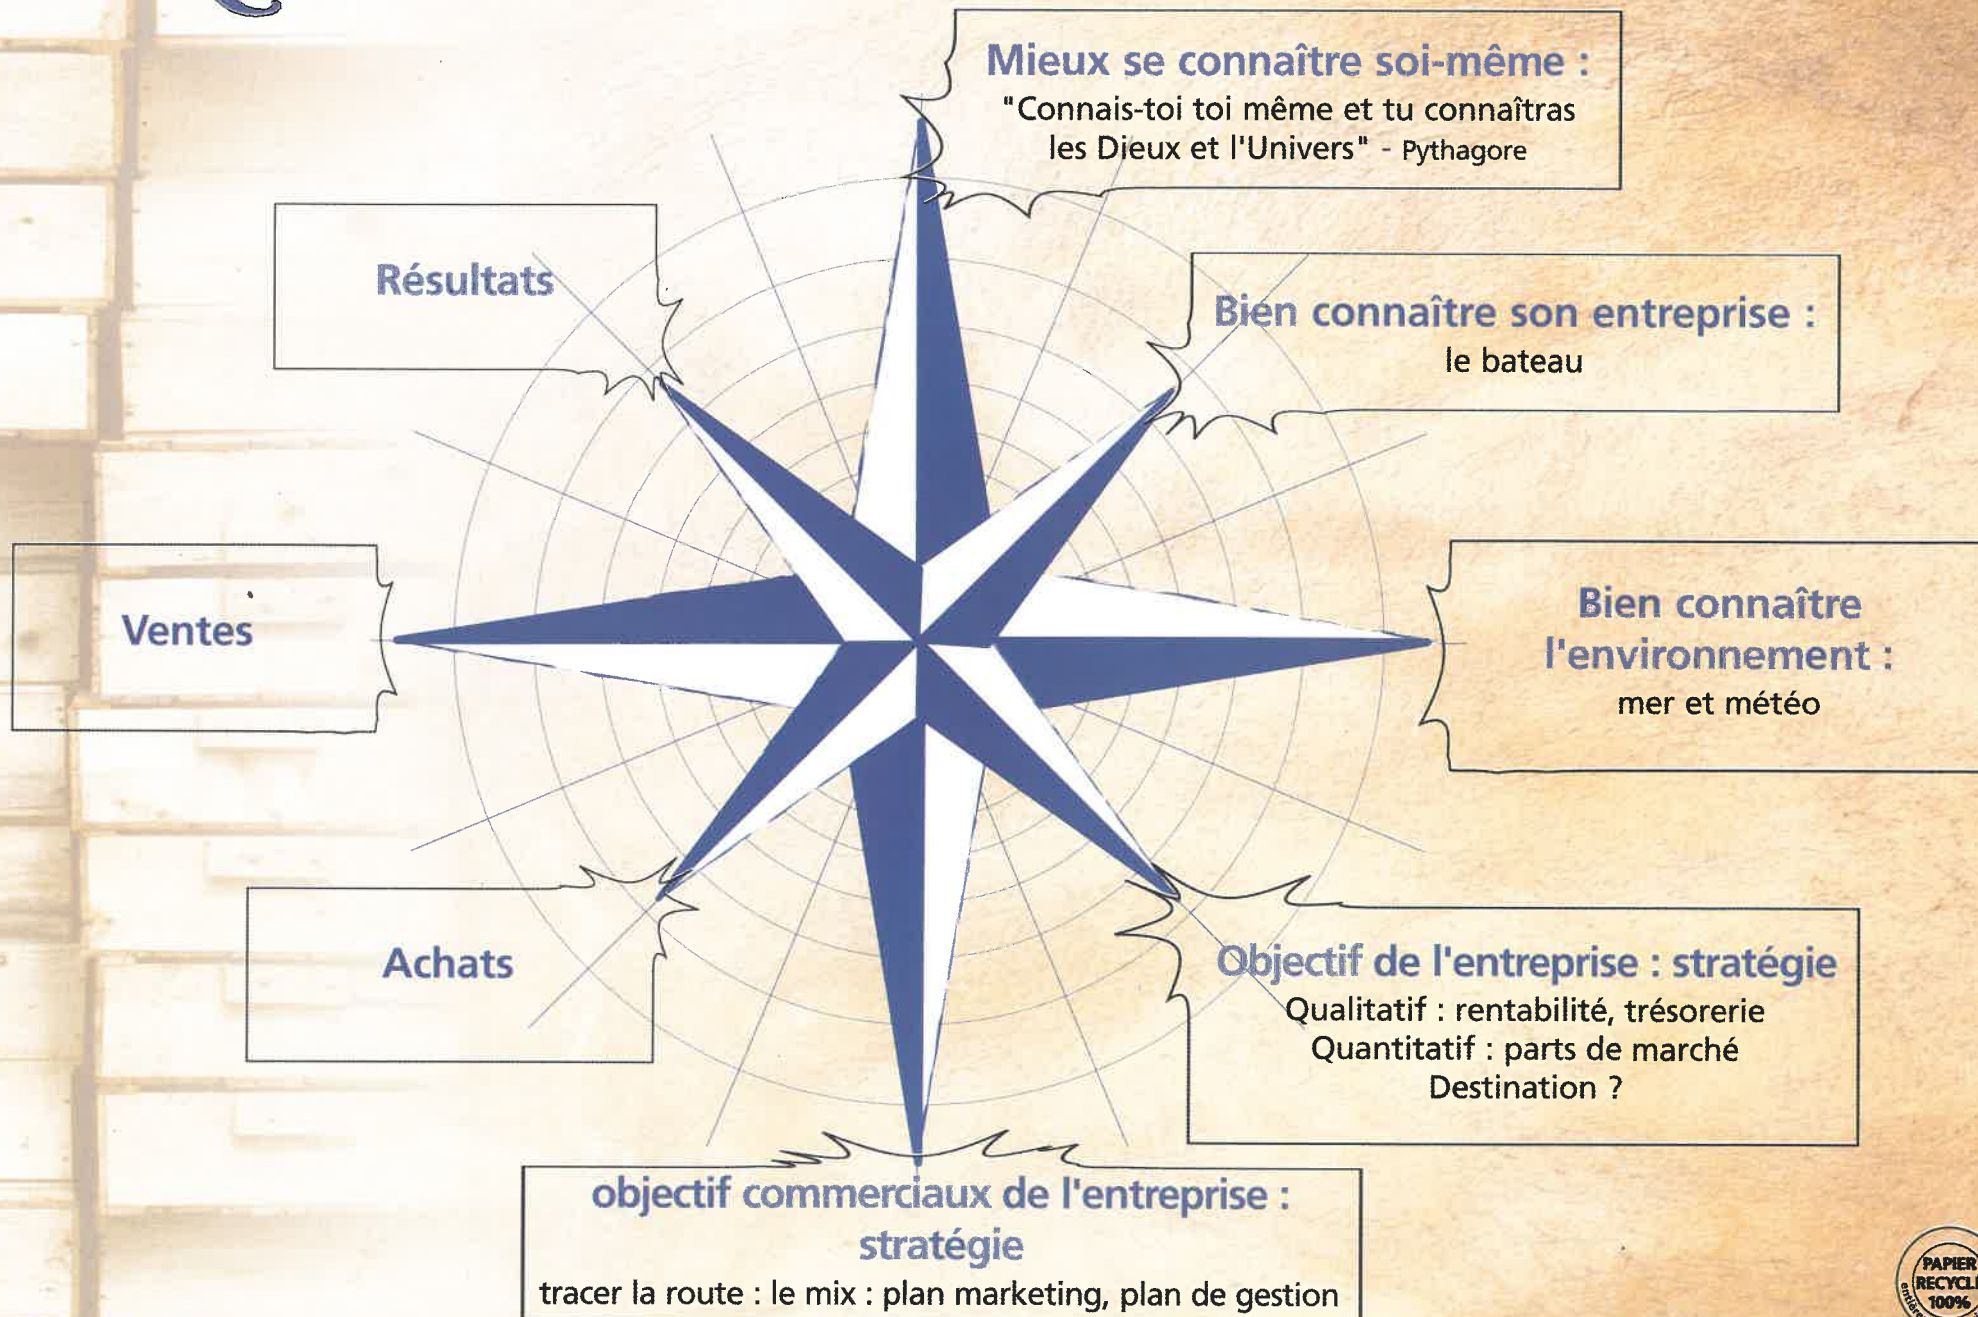 Mieux se connaître soi-même :
"Connais-toi toi même et tu connaîtras
les Dieux et l'Univers" - Pythagore
Résultats
Bien connaître son entreprise :
le bateau
Bien connaître
l'environnement :
mer et météo
Ventes
Achats
Objectif de l'entreprise : stratégie
Qualitatif : rentabilité, trésorerie
Quantitatif : parts de marché
Destination ?
objectif commerciaux de l'entreprise :
stratégie
tracer la route : le mix : plan marketing, plan de gestion
PAPIER
100%